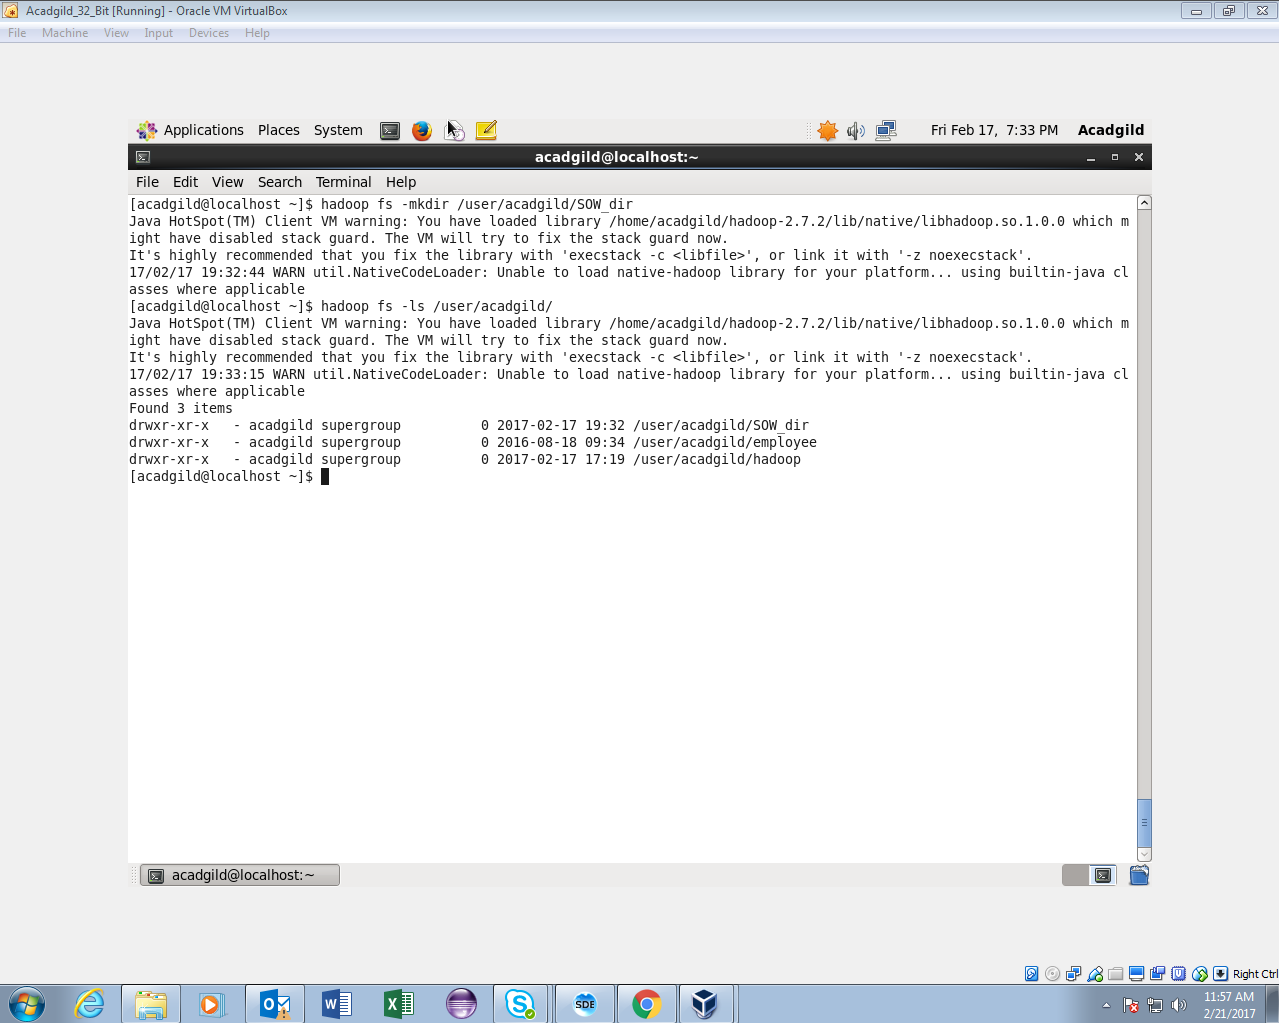 Acadgild_32_Bit [Running] - Oracle VM VirtualBox
File Machine View Input Devices Help
Applications Places System Fri Feb 17, 7:33 PM Acadgild
acadgild@localhost:~
File Edit View Search Terminal Help
[acadgild@localhost ~]$ hadoop fs -mkdir /user/acadgild/SOW_dir
Java HotSpot(TM) Client VM warning: You have loaded library /home/acadgild/hadoop-2.7.2/lib/native/libhadoop.so.1.0.0 which m
ight have disabled stack guard. The VM will try to fix the stack guard now.
It's highly recommended that you fix the library with 'execstack -c <libfile>', or link it with '-z noexecstack'.
17/02/17 19:32:44 WARN util.NativeCodeLoader: Unable to load native-hadoop library for your platform... using builtin-java cl
asses where applicable
[acadgild@localhost ~]$ hadoop fs -ls /user/acadgild/
Java HotSpot(TM) Client VM warning: You have loaded library /home/acadgild/hadoop-2.7.2/lib/native/libhadoop.so.1.0.0 which m
ight have disabled stack guard. The VM will try to fix the stack guard now.
It's highly recommended that you fix the library with 'execstack -c <libfile>', or link it with '-z noexecstack'.
17/02/17 19:33:15 WARN util.NativeCodeLoader: Unable to load native-hadoop library for your platform... using builtin-java cl
asses where applicable
Found 3 items
drwxr-xr-x   - acadgild supergroup          0 2017-02-17 19:32 /user/acadgild/SOW_dir
drwxr-xr-x   - acadgild supergroup          0 2016-08-18 09:34 /user/acadgild/employee
drwxr-xr-x   - acadgild supergroup          0 2017-02-17 17:19 /user/acadgild/hadoop
[acadgild@localhost ~]$
acadgild@localhost:~
Right Ctrl
SDE
11:57 AM
2/21/2017